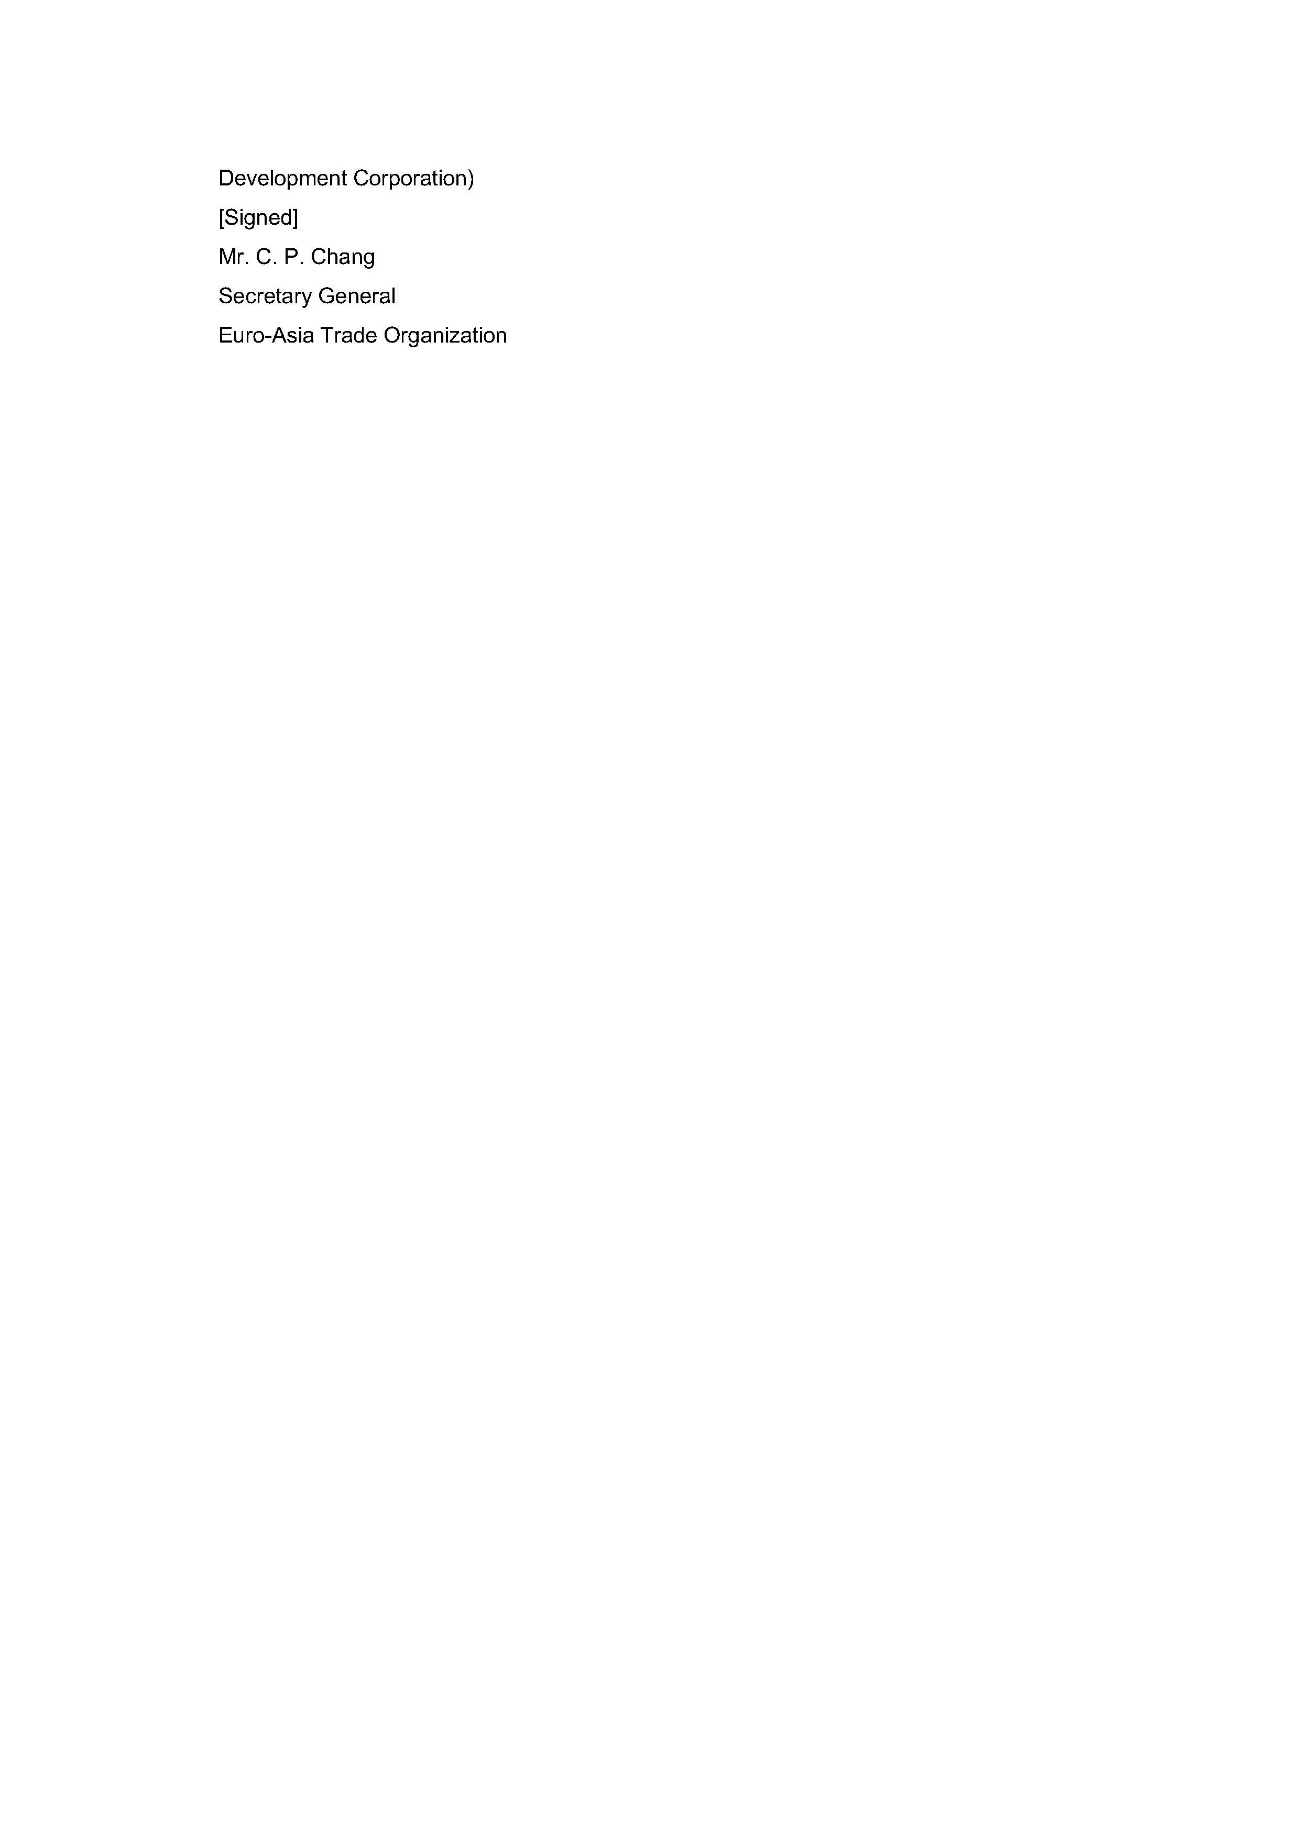 Development Corporation)
[Signed]
Mr. C. P. Chang
Secretary General
Euro-Asia Trade Organization